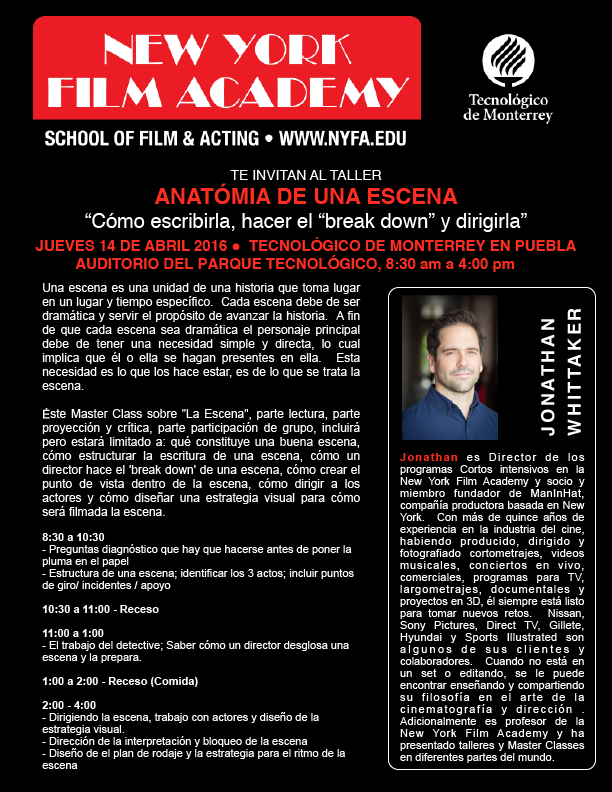 NEW YORK
FILM ACADEMY
SCHOOL OF FILM & ACTING • WWW.NYFA.EDU
Tecnológico
de Monterrey
TE INVITAN AL TALLER
ANATÓMIA DE UNA ESCENA
“Cómo escribirla, hacer el “break down” y dirigirla”
JUEVES 14 DE ABRIL 2016 ● TECNOLÓGICO DE MONTERREY EN PUEBLA
AUDITORIO DEL PARQUE TECNOLÓGICO, 8:30 am a 4:00 pm
Una escena es una unidad de una historia que toma lugar
en un lugar y tiempo específico. Cada escena debe de ser
dramática y servir el propósito de avanzar la historia. A fin
de que cada escena sea dramática el personaje principal
debe de tener una necesidad simple y directa, lo cual
implica que él o ella se hagan presentes en ella. Esta
necesidad es lo que los hace estar, es de lo que se trata la
escena.
Éste Master Class sobre "La Escena", parte lectura, parte
proyección y crítica, parte participación de grupo, incluirá
pero estará limitado a: qué constituye una buena escena,
cómo estructurar la escritura de una escena, cómo un
director hace el 'break down' de una escena, cómo crear el
punto de vista dentro de la escena, cómo dirigir a los
actores y cómo diseñar una estrategia visual para cómo
será filmada la escena.
8:30 a 10:30
- Preguntas diagnóstico que hay que hacerse antes de poner la
pluma en el papel
- Estructura de una escena; identificar los 3 actos; incluir puntos
de giro/ incidentes / apoyo
10:30 a 11:00 - Receso
11:00 a 1:00
- El trabajo del detective; Saber cómo un director desglosa una
escena y la prepara.
1:00 a 2:00 - Receso (Comida)
2:00 - 4:00
- Dirigiendo la escena, trabajo con actores y diseño de la
estrategia visual.
- Dirección de la interpretación y bloqueo de la escena
- Diseño de el plan de rodaje y la estrategia para el ritmo de la
escena
JONATHAN
WHITTAKER
Jonathan es Director de los
programas Cortos intensivos en la
New York Film Academy y socio y
miembro fundador de ManInHat,
compañía productora basada en New
York. Con más de quince años de
experiencia en la industria del cine,
habiendo producido, dirigido y
fotografiado cortometrajes, videos
musicales, conciertos en vivo,
comerciales, programas para TV,
largometrajes, documentales y
proyectos en 3D, él siempre está listo
para tomar nuevos retos. Nissan,
Sony Pictures, Direct TV, Gillete,
Hyundai y Sports Illustrated son
algunos de sus clientes y
colaboradores. Cuando no está en
un set o editando, se le puede
encontrar enseñando y compartiendo
su filosofía en el arte de la
cinematografía y dirección .
Adicionalmente es profesor de la
New York Film Academy y ha
presentado talleres y Master Classes
en diferentes partes del mundo.